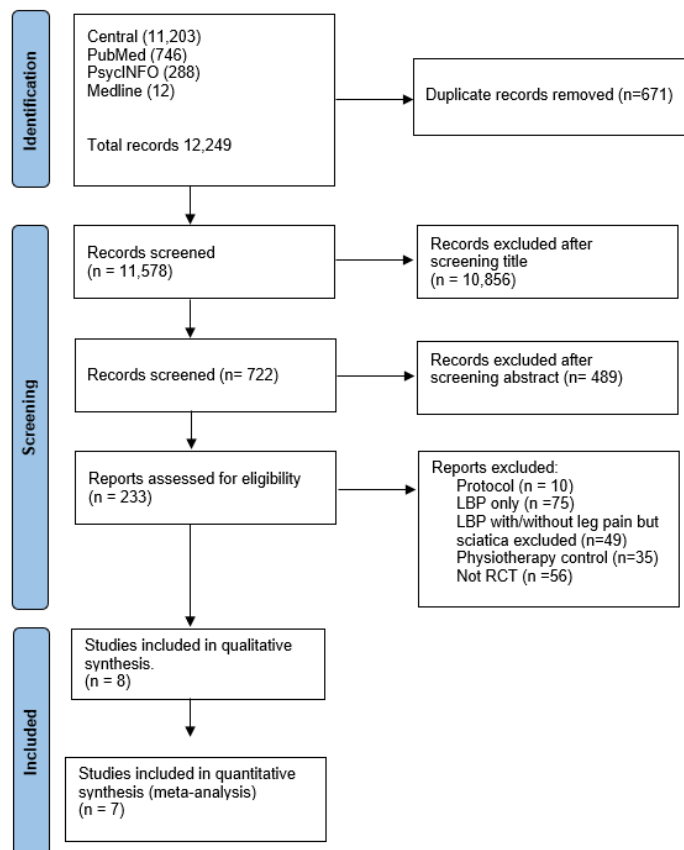 Identification
Central (11,203)
PubMed (746)
PsycINFO (288)
Medline (12)
Total records 12,249
Duplicate records removed (n=671)
Screening
Records screened
(n = 11,578)
Records excluded after
screening title
(n = 10,856)
Records screened (n= 722)
Records excluded after
screening abstract (n= 489)
Reports assessed for eligibility
(n = 233)
Reports excluded:
Protocol (n = 10)
LBP only (n =75)
LBP with/without leg pain but
sciatica excluded (n=49)
Physiotherapy control (n=35)
Not RCT (n =56)
Included
Studies included in qualitative
synthesis.
(n = 8)
Studies included in quantitative
synthesis (meta-analysis)
(n = 7)